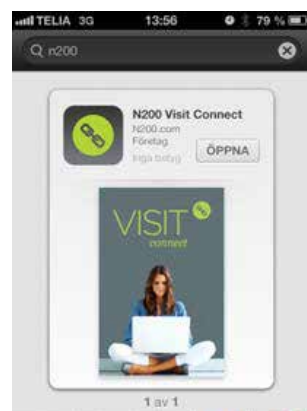 TELIA 3G 13:56 79 %
n200
N200 Visit Connect
N200.com
Företag
Inga betyg
ÖPPNA
VISIT
connect
1 av 1